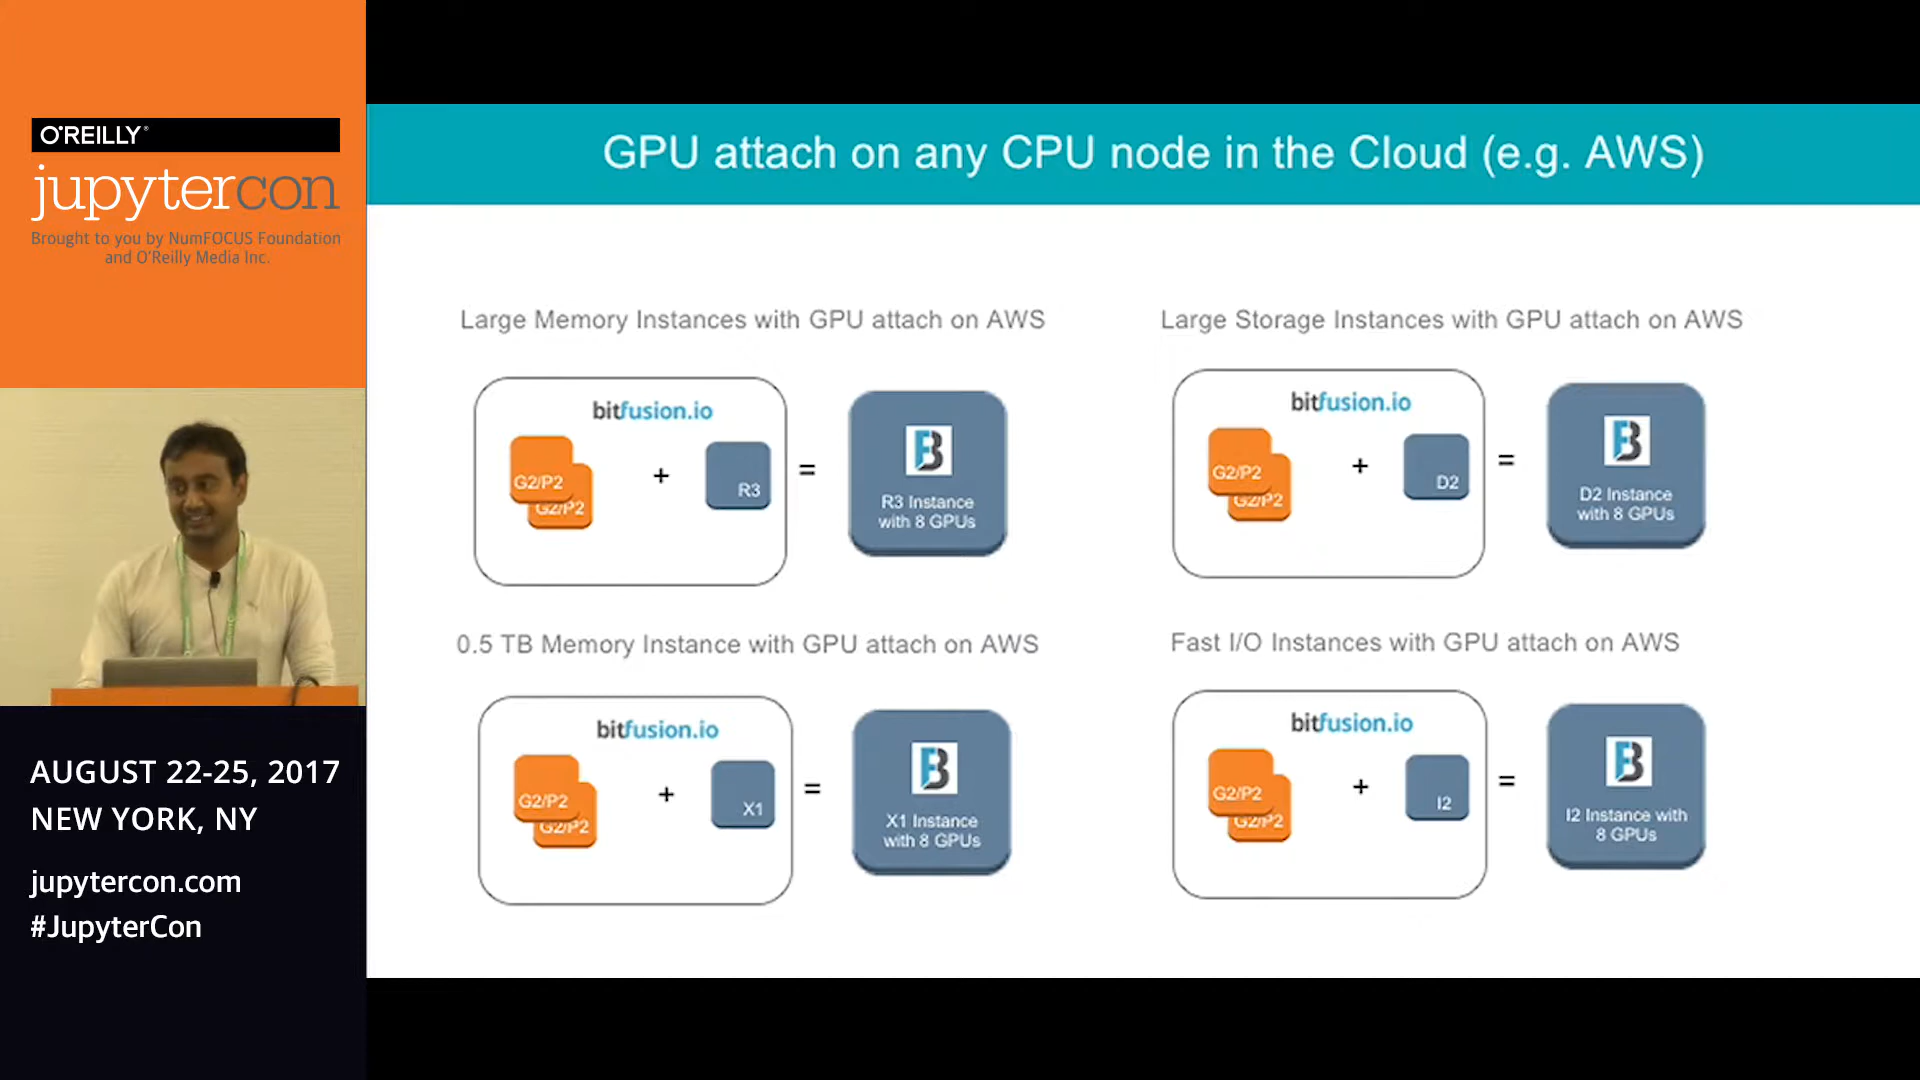 O'REILLY®
jupytercon
Brought to you by NumFOCUS Foundation
and O'Reilly Media Inc.
AUGUST 22-25, 2017
NEW YORK, NY
jupytercon.com
#JupyterCon
GPU attach on any CPU node in the Cloud (e.g. AWS)
Large Memory Instances with GPU attach on AWS
bitfusion.io
G2/P2
G2/P2
+
R3
=
R3 Instance
with 8 GPUs
Large Storage Instances with GPU attach on AWS
bitfusion.io
G2/P2
G2/P2
+
D2
=
D2 Instance
with 8 GPUs
0.5 TB Memory Instance with GPU attach on AWS
bitfusion.io
G2/P2
G2/P2
+
X1
=
X1 Instance
with 8 GPUs
Fast I/O Instances with GPU attach on AWS
bitfusion.io
G2/P2
G2/P2
+
I2
=
I2 Instance with
8 GPUs